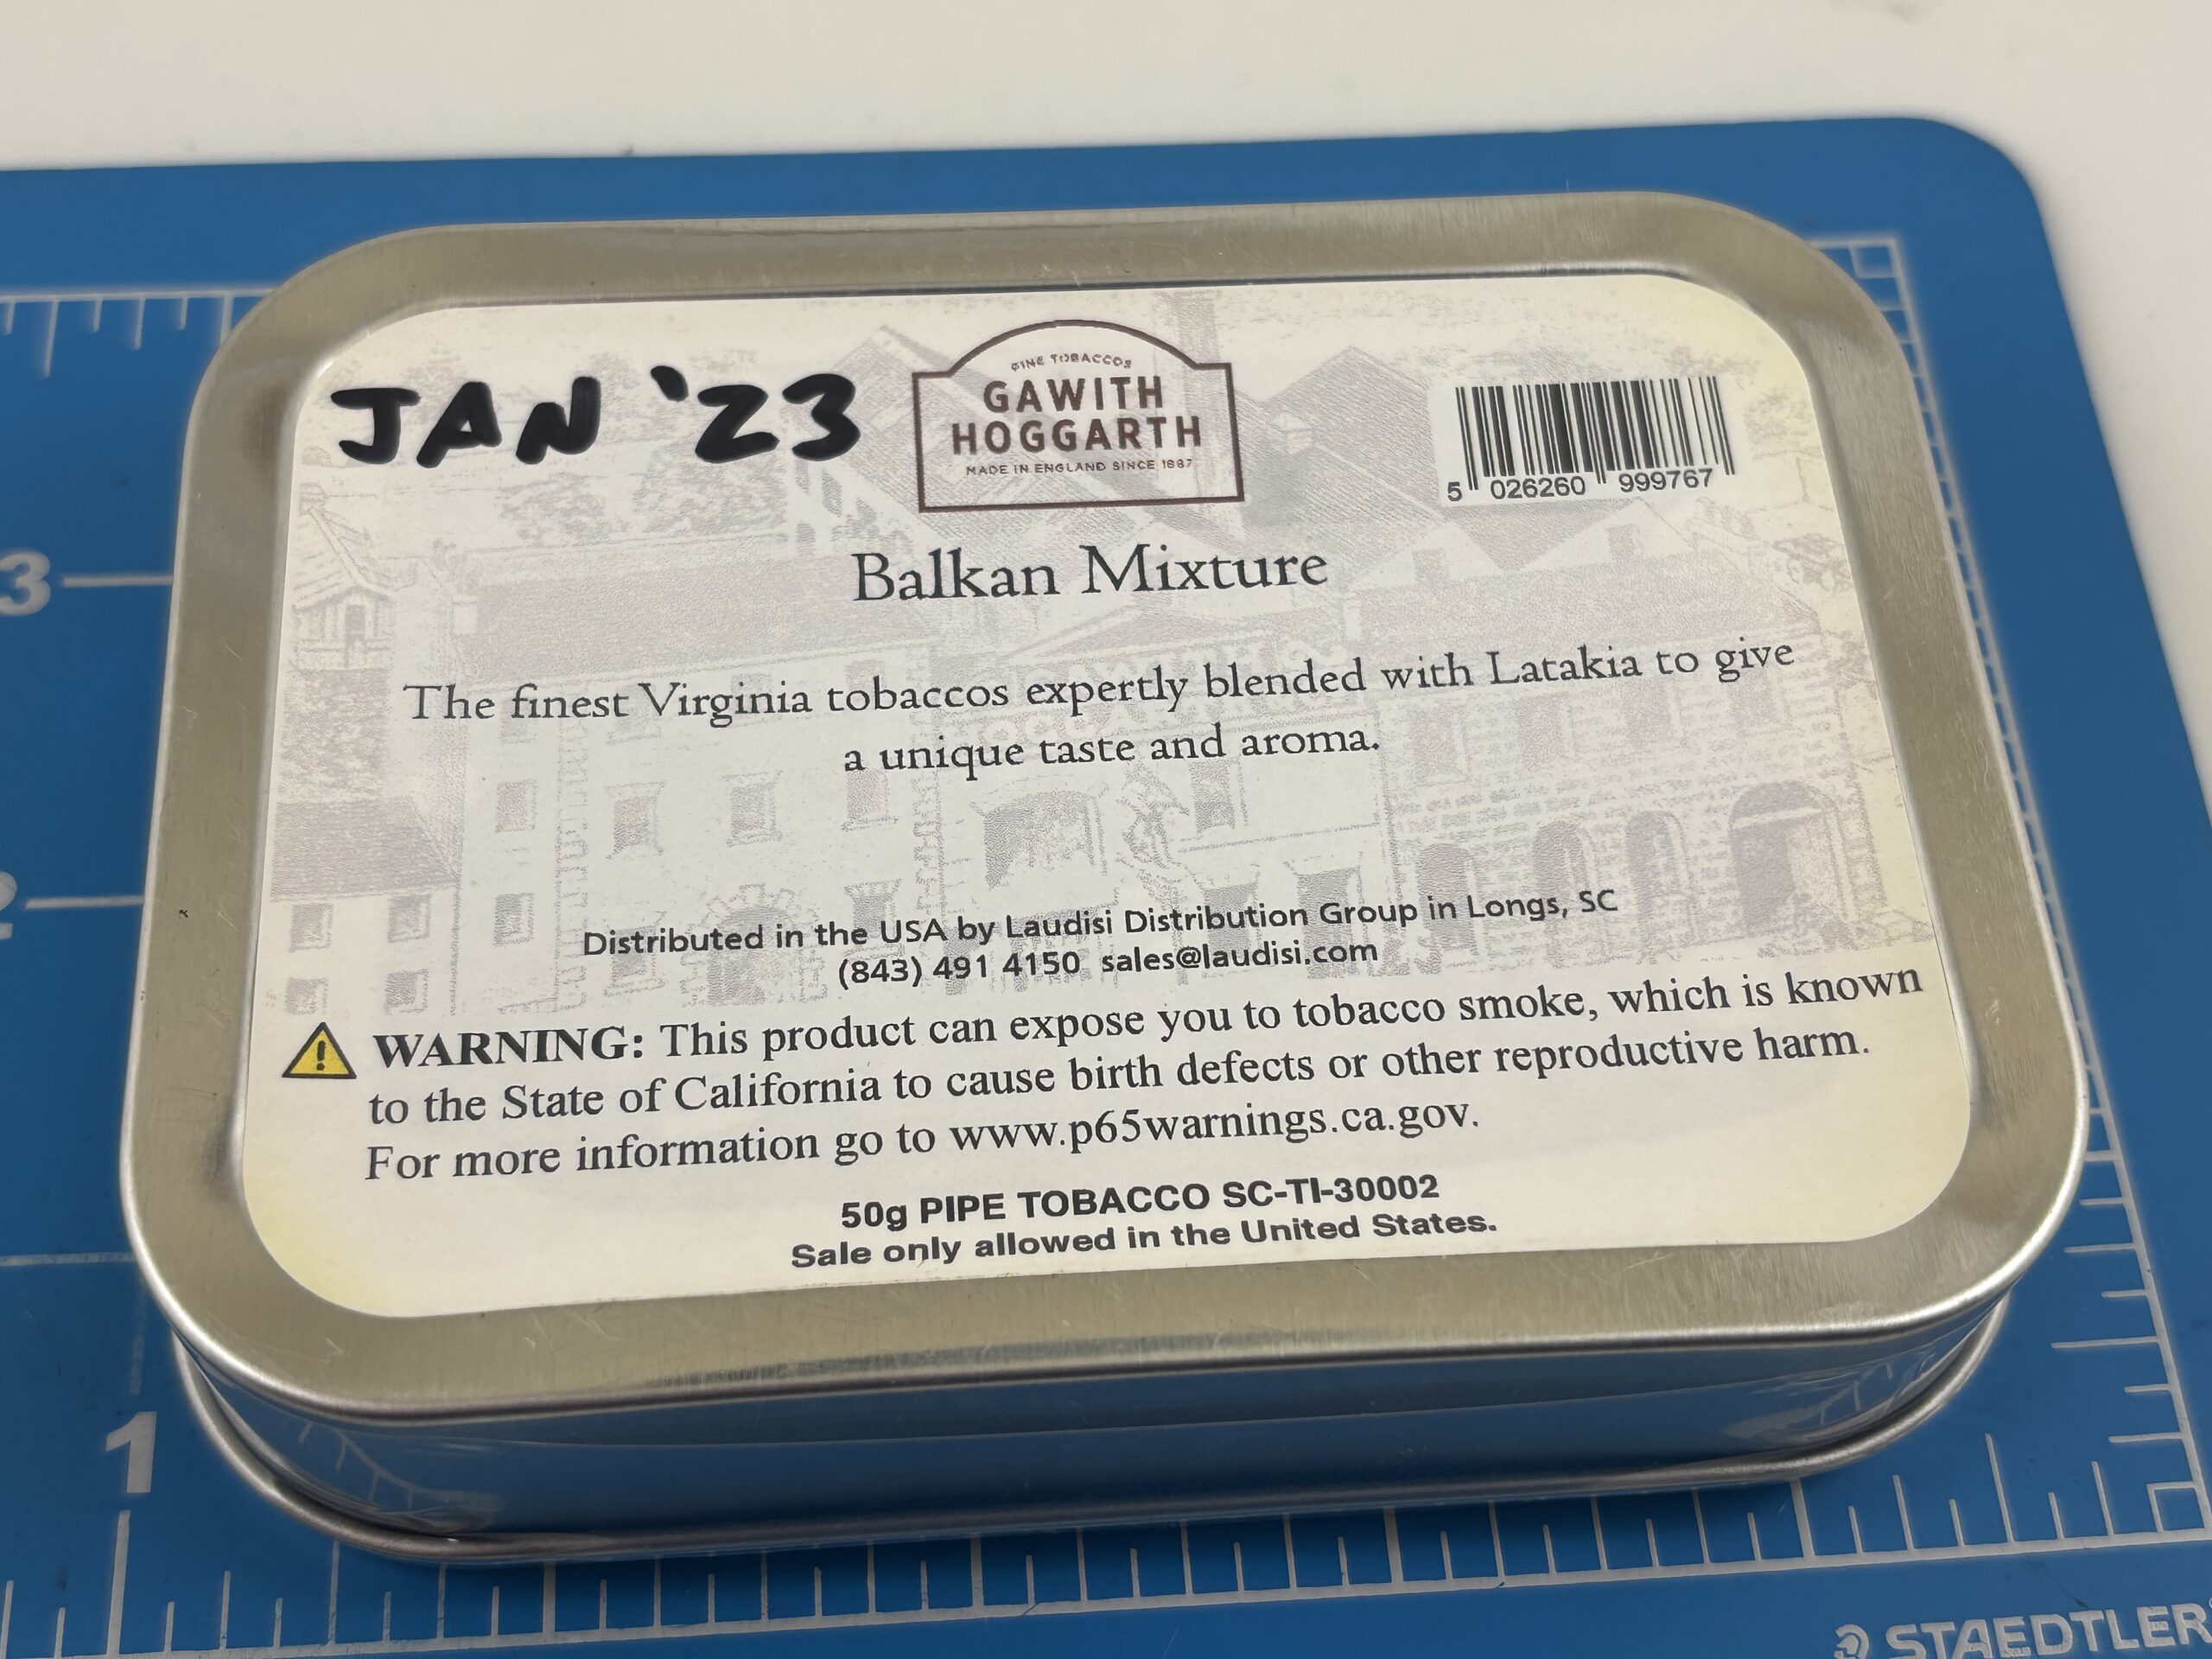 JAN '23
FINE TOBACCOS
GAWITH
HOGGARTH
MADE IN ENGLAND SINCE 1887
5 026260 999767
Balkan Mixture
The finest Virginia tobaccos expertly blended with Latakia to give
a unique taste and aroma.
Distributed in the USA by Laudisi Distribution Group in Longs, SC
(843) 491 4150 sales@laudisi.com
WARNING: This product can expose you to tobacco smoke, which is known
to the State of California to cause birth defects or other reproductive harm.
For more information go to www.p65warnings.ca.gov.
50g PIPE TOBACCO SC-TI-30002
Sale only allowed in the United States.
3
2
1
STAEDTLER